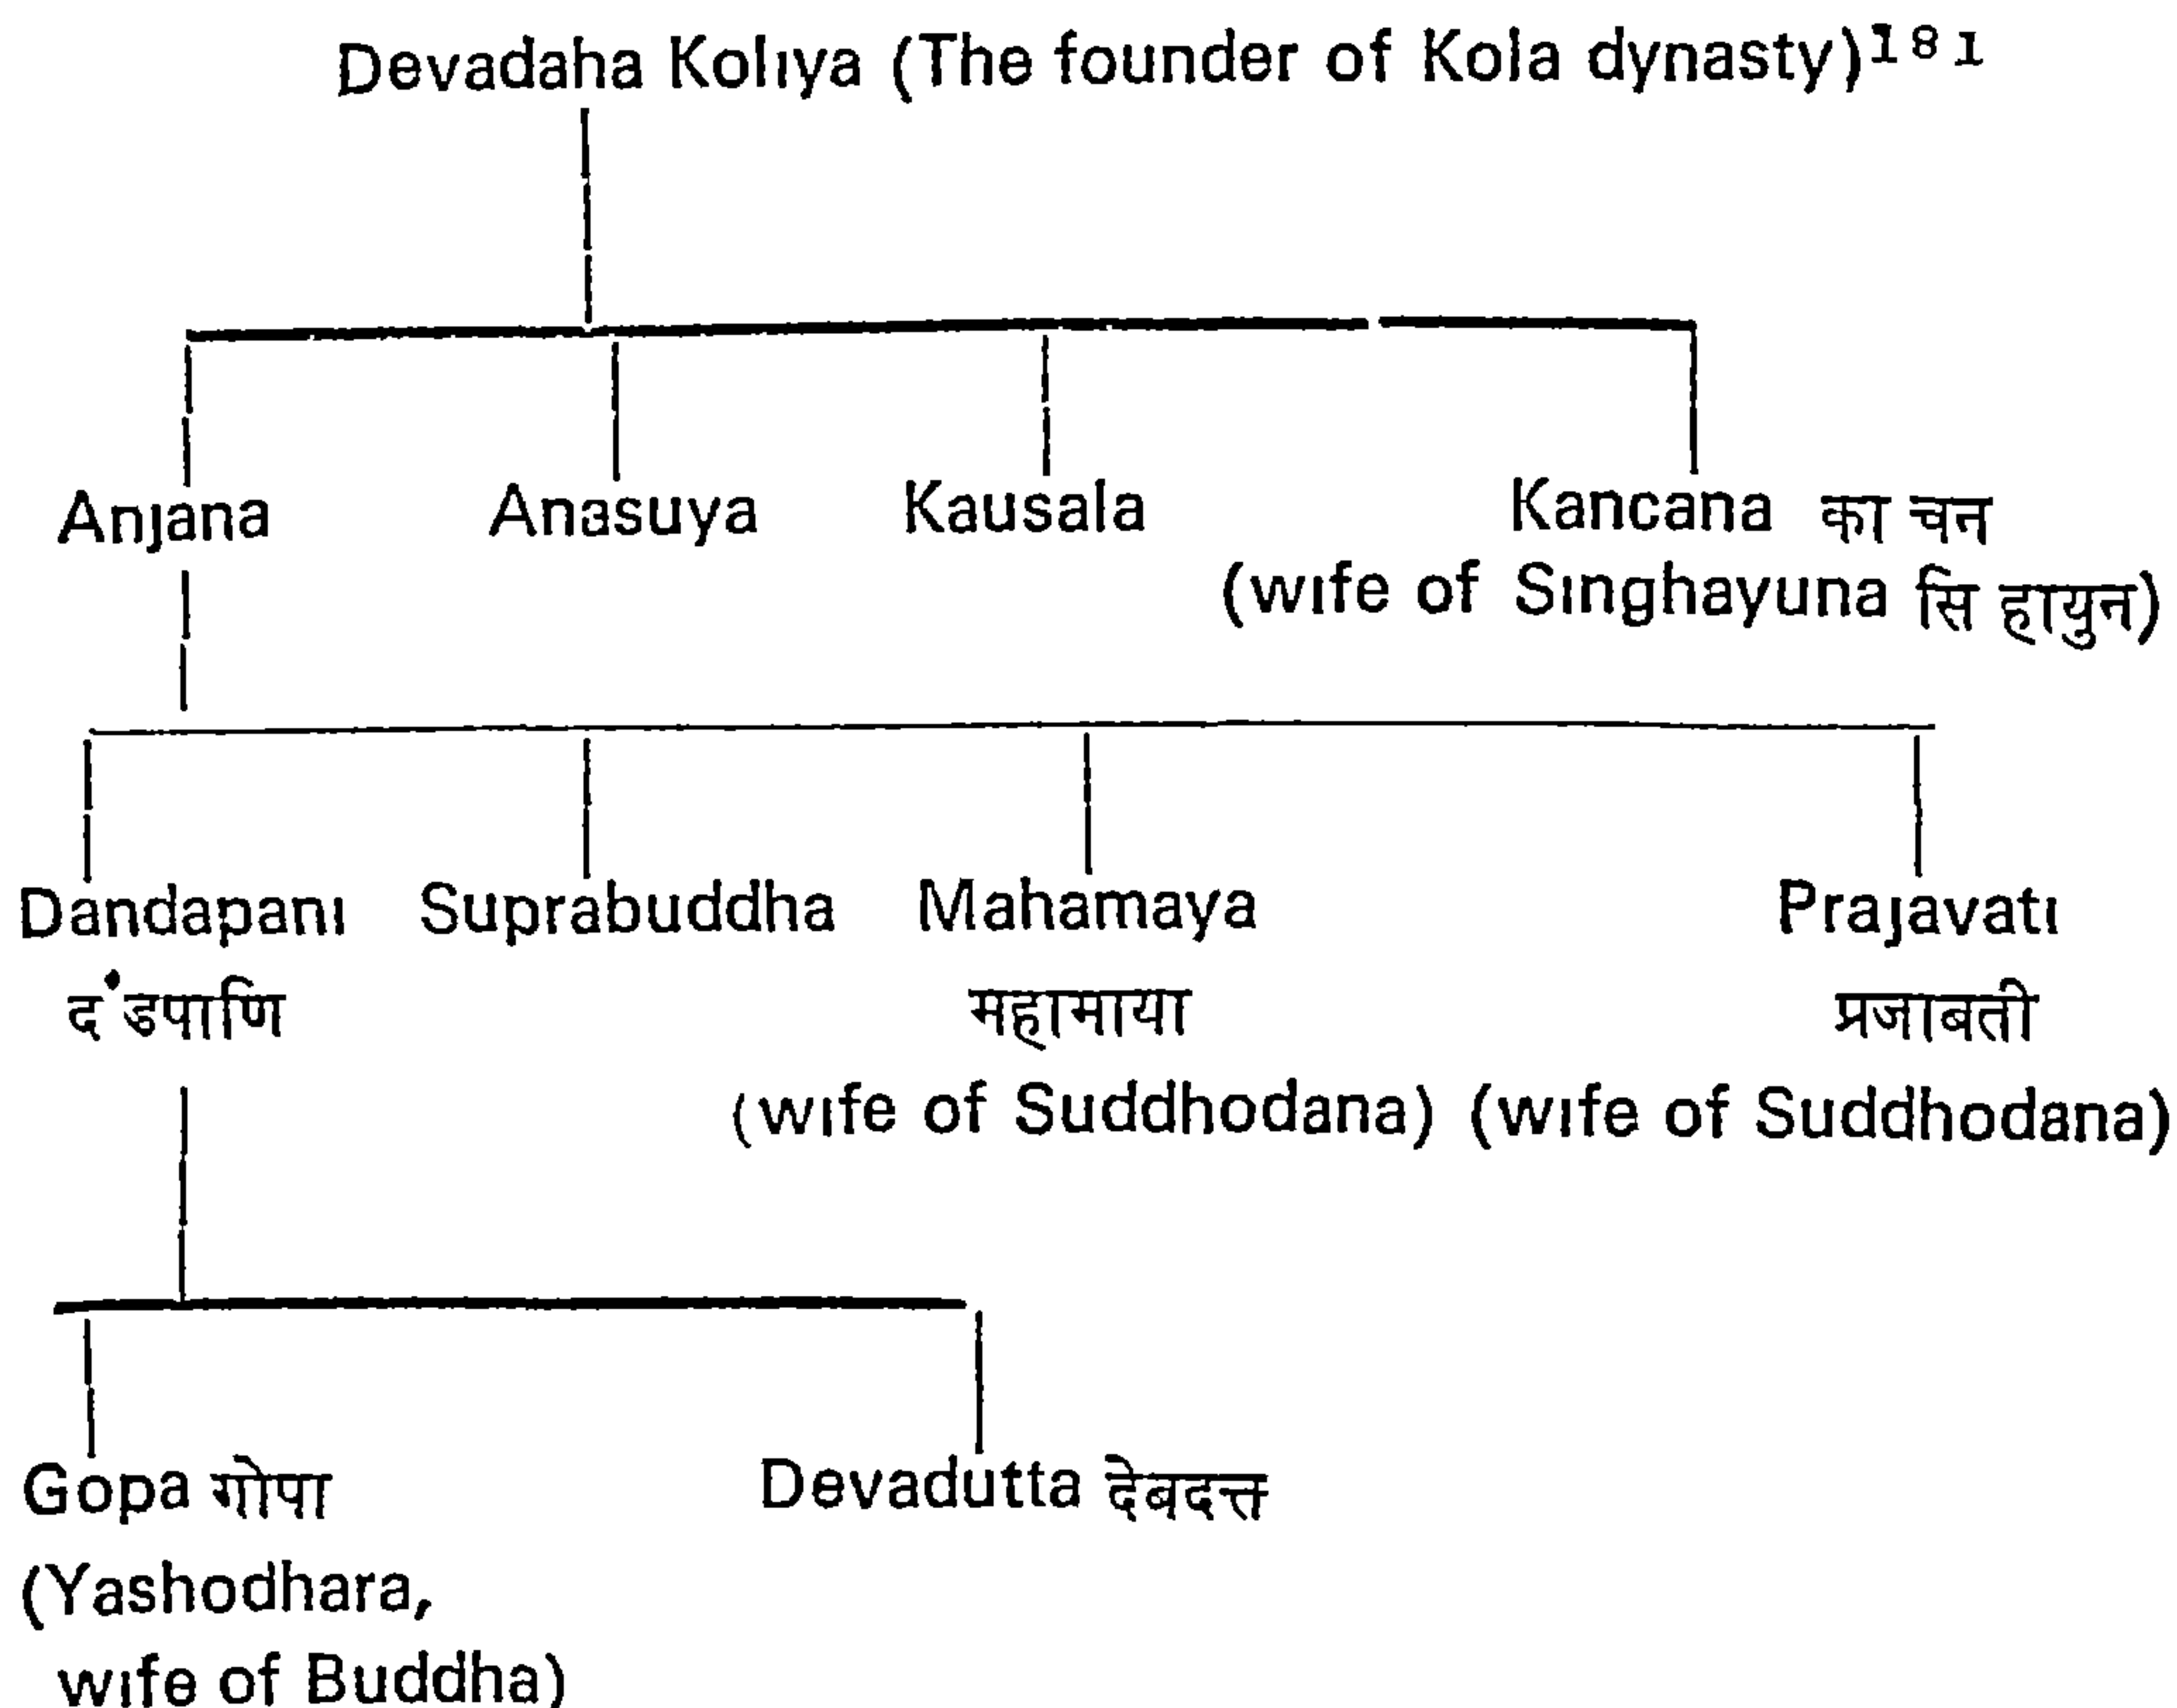 Devadaha Koliya (The founder of Kola dynasty)181
Anjana Anasuya Kausala Kancana का चन
(wife of Singhayuna सि हायुन)
Dandapani Suprabuddha Mahamaya Prajavati
दंडपाणि महामाया प्रजाबती
(wife of Suddhodana) (wife of Suddhodana)
Gopa गोपा Devadutta देबदत्त
(Yashodhara,
wife of Buddha)